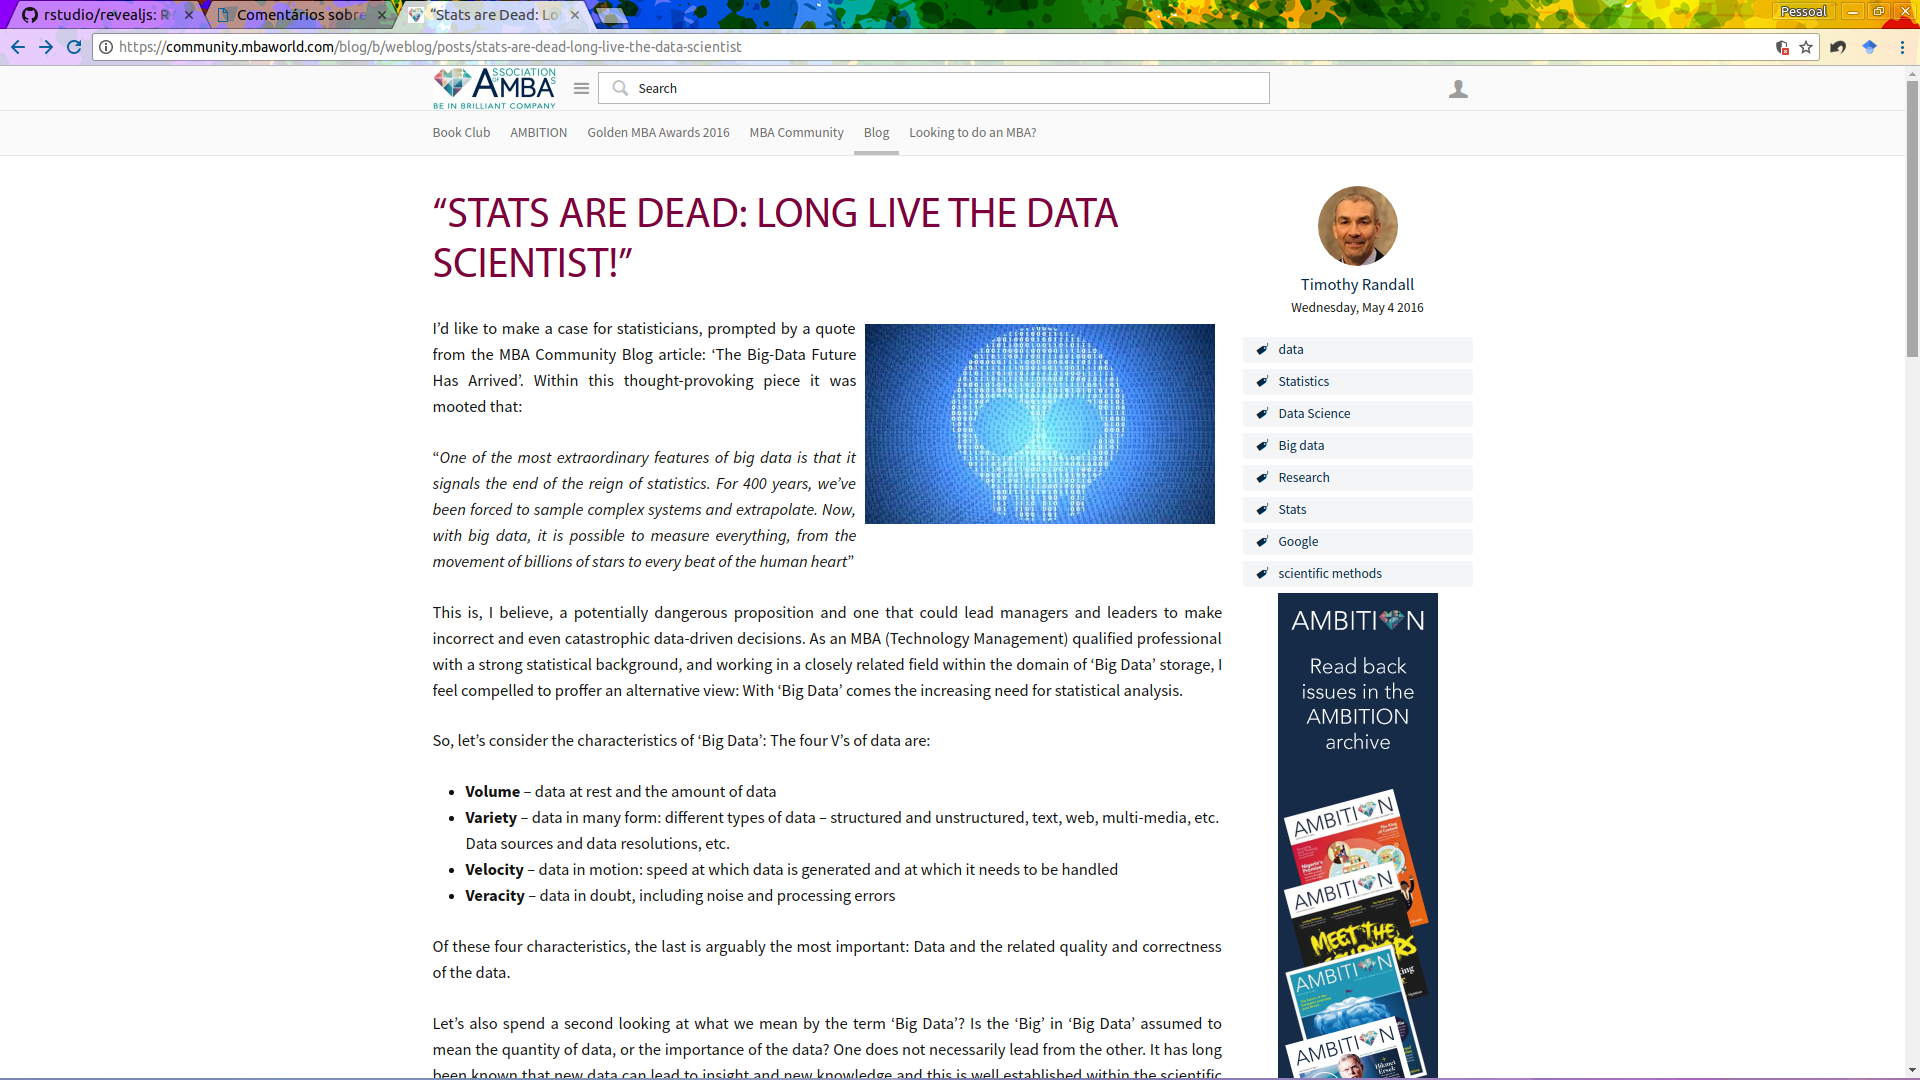 rstudio/revealjs: R
Comentários sobre
“Stats are Dead: Lo
Pessoal
https://community.mbaworld.com/blog/b/weblog/posts/stats-are-dead-long-live-the-data-scientist
ASSOCIATION
OF AMBAS
BE IN BRILLIANT COMPANY
Search
Book Club AMBITION Golden MBA Awards 2016 MBA Community Blog Looking to do an MBA?
“STATS ARE DEAD: LONG LIVE THE DATA
SCIENTIST!”
Timothy Randall
Wednesday, May 4 2016
I’d like to make a case for statisticians, prompted by a quote
from the MBA Community Blog article: ‘The Big-Data Future
Has Arrived’. Within this thought-provoking piece it was
mooted that:
“One of the most extraordinary features of big data is that it
signals the end of the reign of statistics. For 400 years, we’ve
been forced to sample complex systems and extrapolate. Now,
with big data, it is possible to measure everything, from the
movement of billions of stars to every beat of the human heart”
This is, I believe, a potentially dangerous proposition and one that could lead managers and leaders to make
incorrect and even catastrophic data-driven decisions. As an MBA (Technology Management) qualified professional
with a strong statistical background, and working in a closely related field within the domain of ‘Big Data’ storage, I
feel compelled to proffer an alternative view: With ‘Big Data’ comes the increasing need for statistical analysis.
So, let’s consider the characteristics of ‘Big Data’: The four V’s of data are:
• Volume – data at rest and the amount of data
• Variety – data in many form: different types of data – structured and unstructured, text, web, multi-media, etc.
Data sources and data resolutions, etc.
• Velocity – data in motion: speed at which data is generated and at which it needs to be handled
• Veracity – data in doubt, including noise and processing errors
Of these four characteristics, the last is arguably the most important: Data and the related quality and correctness
of the data.
Let’s also spend a second looking at what we mean by the term ‘Big Data’? Is the ‘Big’ in ‘Big Data’ assumed to
mean the quantity of data, or the importance of the data? One does not necessarily lead from the other. It has long
been known that new data can lead to insight and new knowledge and this is well established within the scientific
data
Statistics
Data Science
Big data
Research
Stats
Google
scientific methods
AMBITION
Read back
issues in the
AMBITION
archive
AMBITION
AMBITION
MEET THE
AMBITION
AMBITION